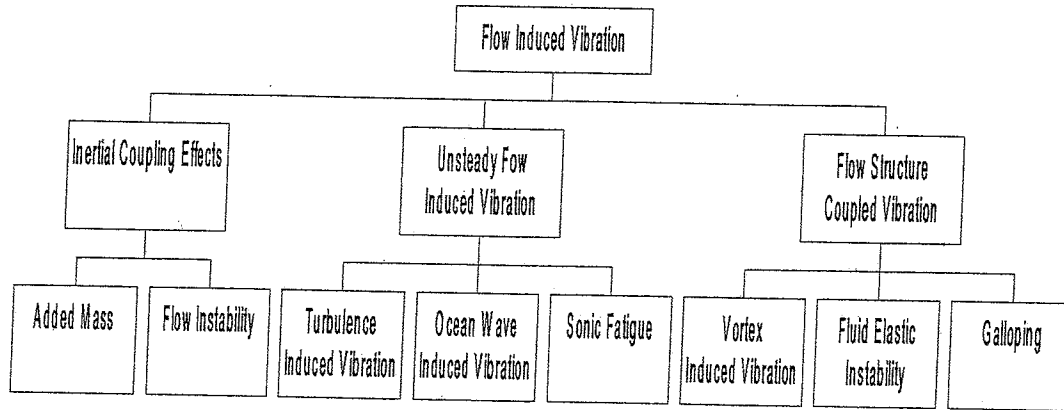 Flow Induced Vibration
Inertial Coupling Effects
Unsteady Fow
Induced Vibration
Flow Structure
Coupled Vibration
Added Mass
Flow Instability
Turbulence
Induced Vibration
Ocean Wave
Induced Vibration
Sonic Fatigue
Vortex
Induced Vibration
Fluid Elastic
Instability
Galloping